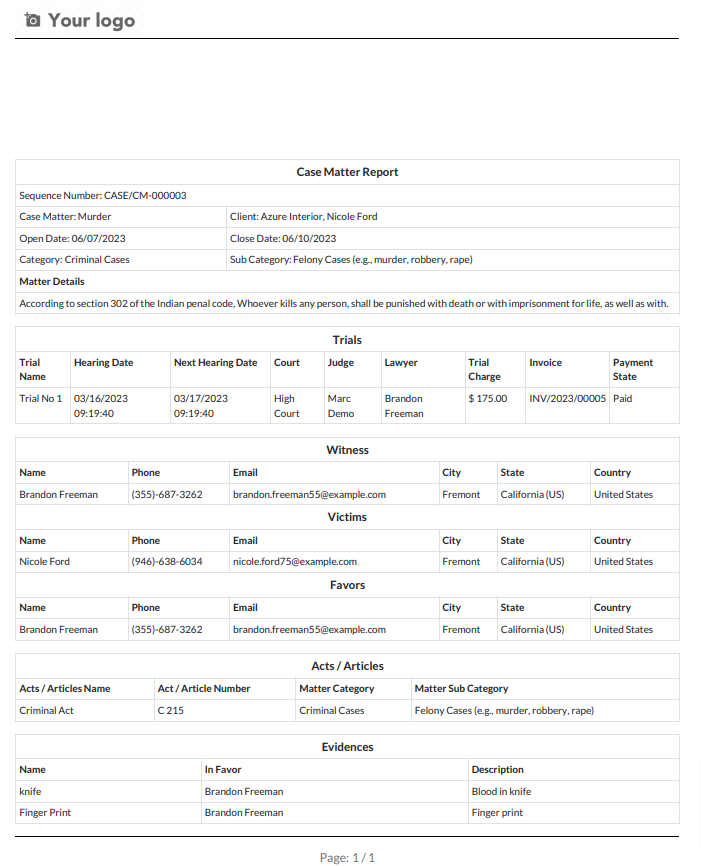 Your logo
Case Matter Report
Sequence Number: CASE/CM-000003
Case Matter: Murder Client: Azure Interior, Nicole Ford
Open Date: 06/07/2023 Close Date: 06/10/2023
Category: Criminal Cases Sub Category: Felony Cases (e.g., murder, robbery, rape)
Matter Details
According to section 302 of the Indian penal code, Whoever kills any person, shall be punished with death or with imprisonment for life, as well as with.
Trials
Trial Name Hearing Date Next Hearing Date Court Judge Lawyer Trial Charge Invoice Payment State
Trial No 1 03/16/2023 09:19:40 03/17/2023 09:19:40 High Court Marc Demo Brandon Freeman $ 175.00 INV/2023/00005 Paid
Witness
Name Phone Email City State Country
Brandon Freeman (355)-687-3262 brandon.freeman55@example.com Fremont California (US) United States
Victims
Name Phone Email City State Country
Nicole Ford (946)-638-6034 nicole.ford75@example.com Fremont California (US) United States
Favors
Name Phone Email City State Country
Brandon Freeman (355)-687-3262 brandon.freeman55@example.com Fremont California (US) United States
Acts / Articles
Acts / Articles Name Act / Article Number Matter Category Matter Sub Category
Criminal Act C 215 Criminal Cases Felony Cases (e.g., murder, robbery, rape)
Evidences
Name In Favor Description
knife Brandon Freeman Blood in knife
Finger Print Brandon Freeman Finger print
Page: 1 / 1